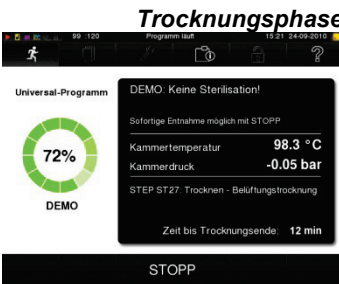 Trocknungsphase
99 :120 Programm läuft 15:21 24-09-2010
Universal-Programm
72%
DEMO
DEMO: Keine Sterilisation!
Sofortige Entnahme möglich mit STOPP
Kammertemperatur 98.3 °C
Kammerdruck -0.05 bar
STEP ST27: Trocknen - Belüftungstrocknung
Zeit bis Trocknungsende: 12 min
STOPP